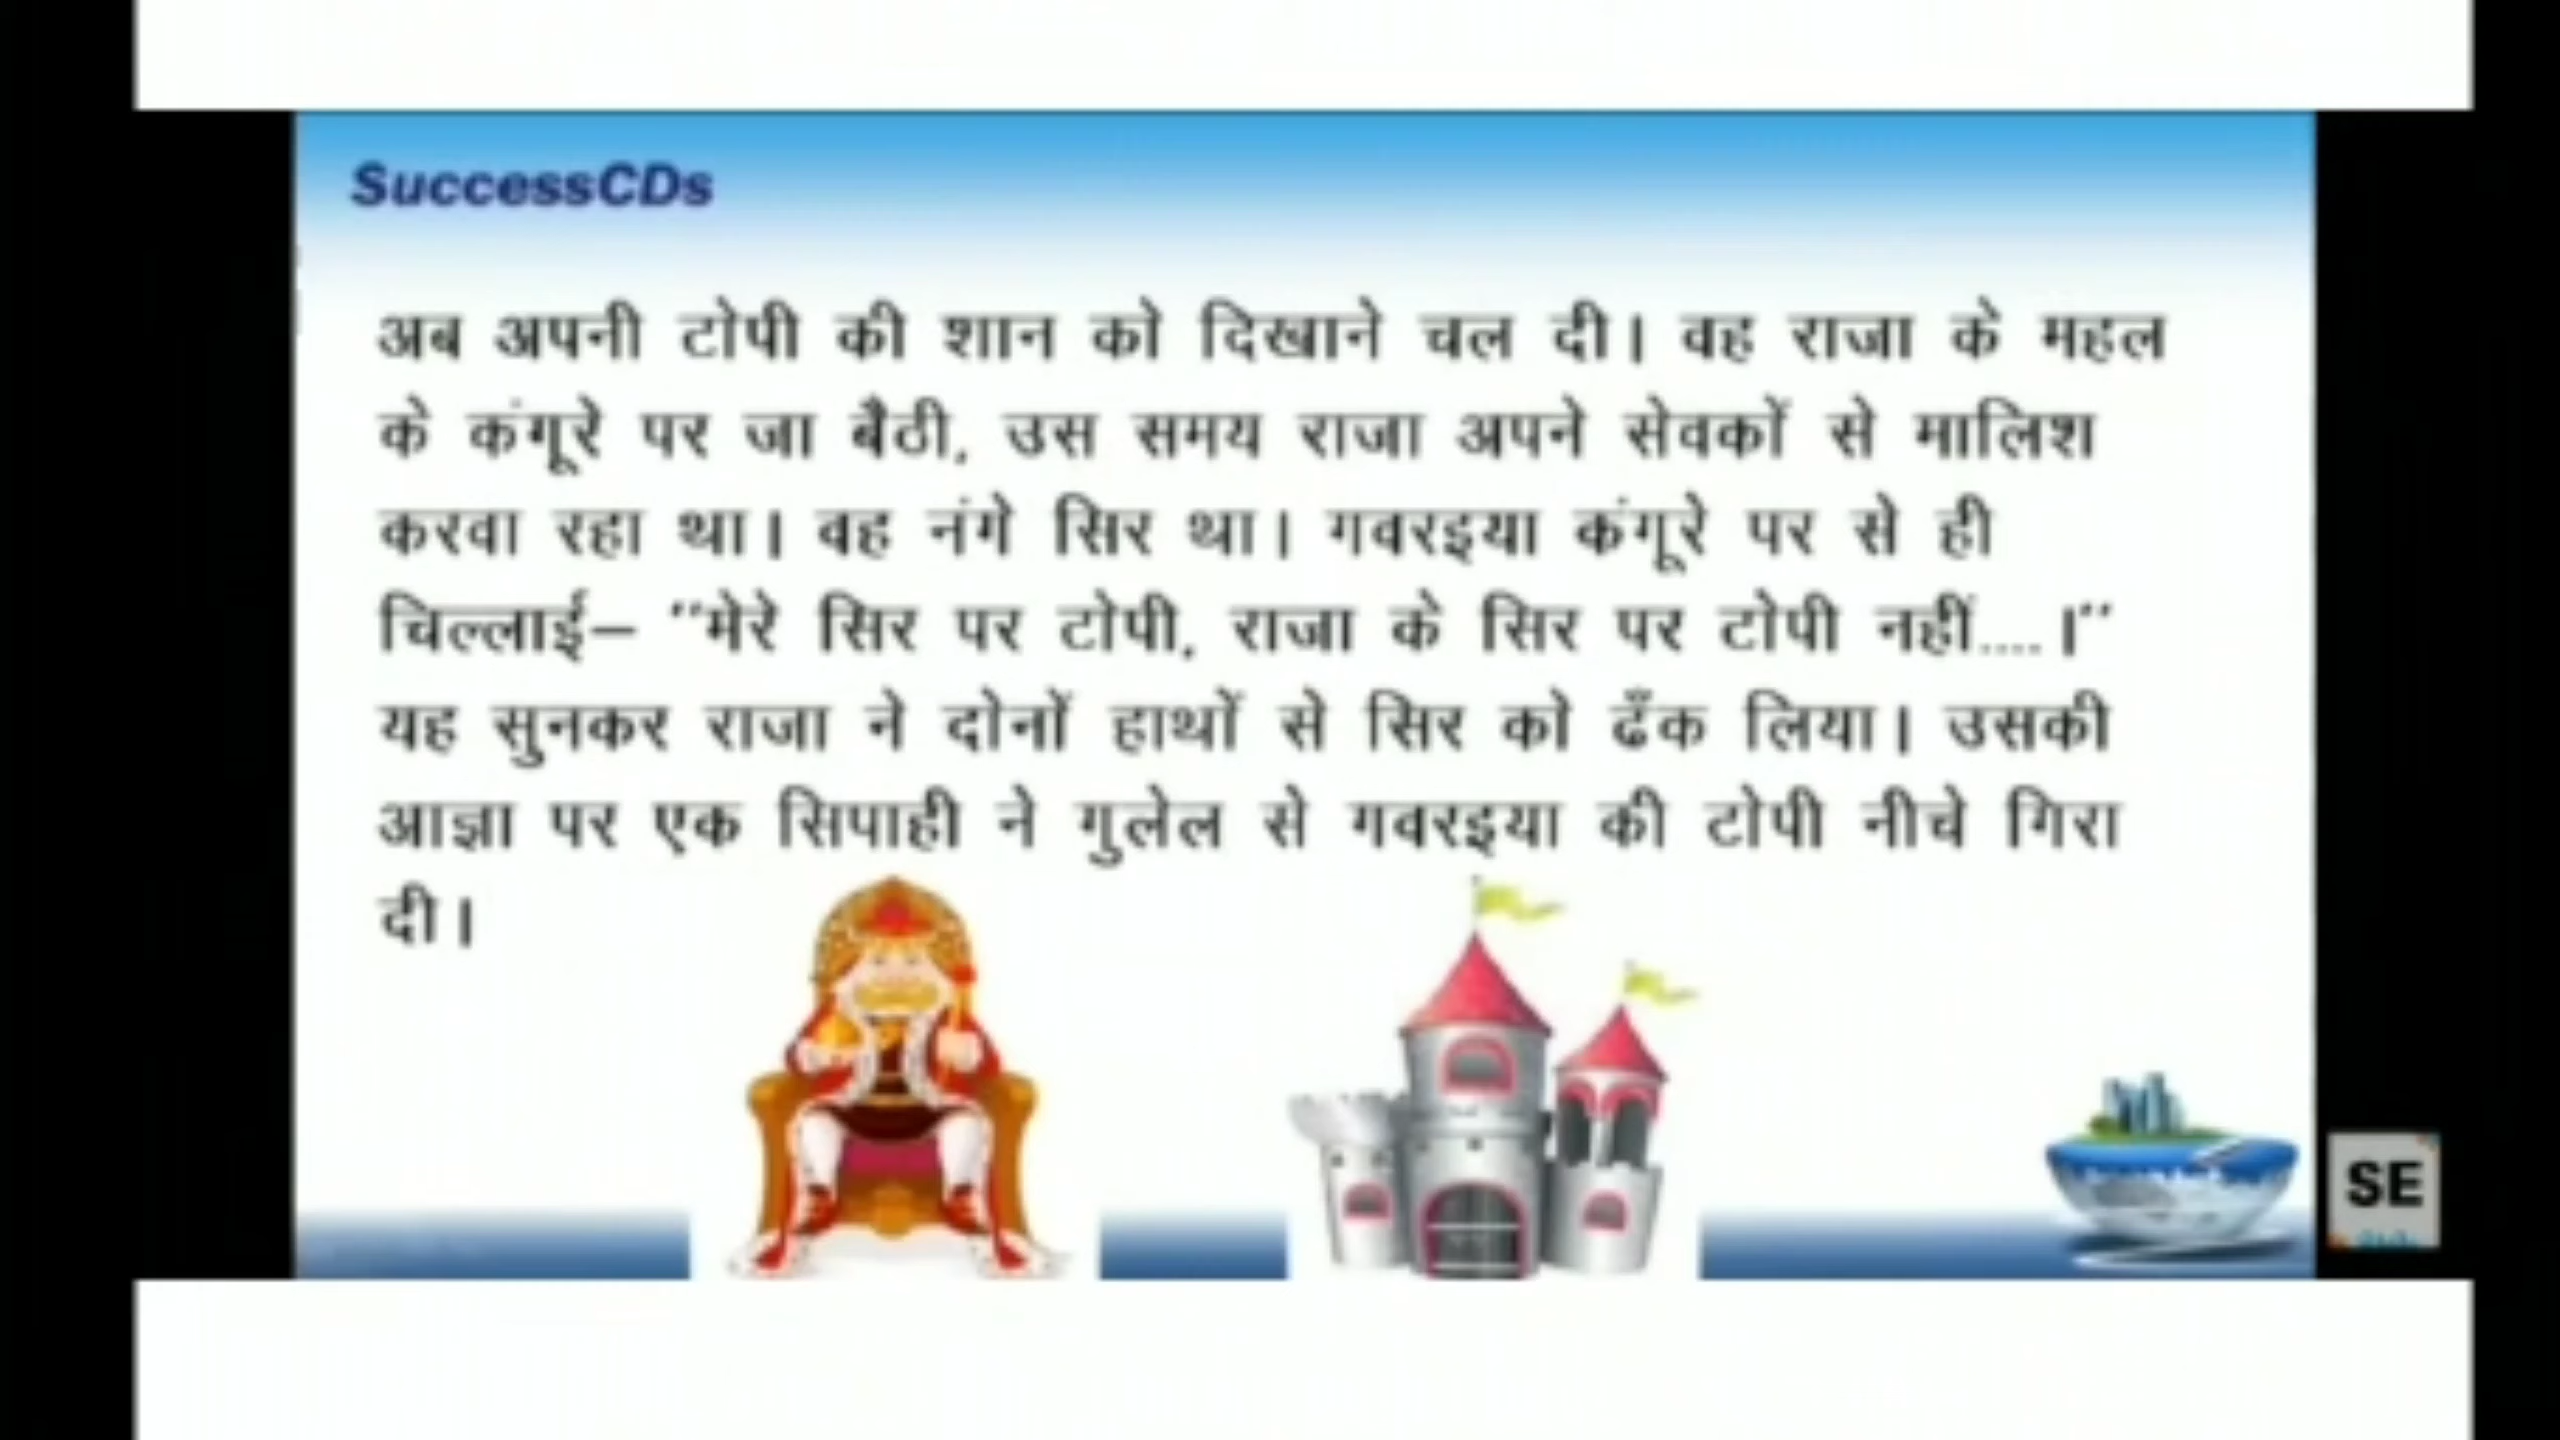 SuccessCDs
अब अपनी टोपी की शान को दिखाने चल दी। वह राजा के महल
के कंगूरे पर जा बैठी, उस समय राजा अपने सेवकों से मालिश
करवा रहा था। वह नंगे सिर था। गवरइया कंगूरे पर से ही
चिल्लाई– "मेरे सिर पर टोपी, राजा के सिर पर टोपी नहीं....।"
यह सुनकर राजा ने दोनों हाथों से सिर को ढँक लिया। उसकी
आज्ञा पर एक सिपाही ने गुलेल से गवरइया की टोपी नीचे गिरा
दी।
SE